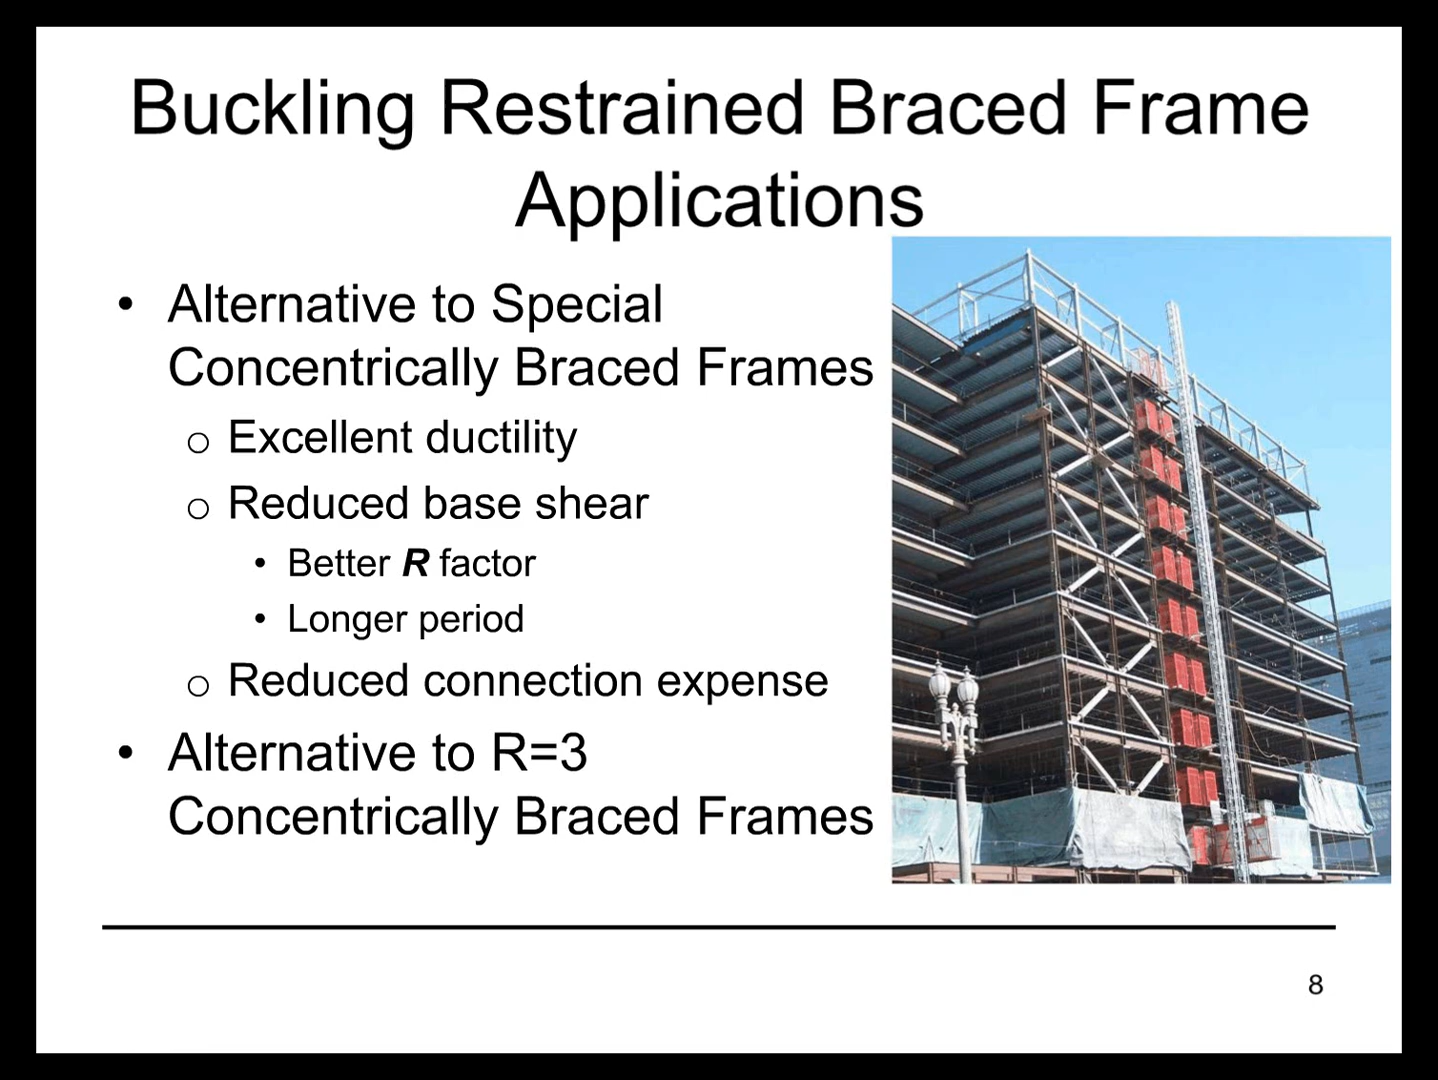 Buckling Restrained Braced Frame
Applications
• Alternative to Special
Concentrically Braced Frames
o Excellent ductility
o Reduced base shear
• Better R factor
• Longer period
o Reduced connection expense
• Alternative to R=3
Concentrically Braced Frames
8